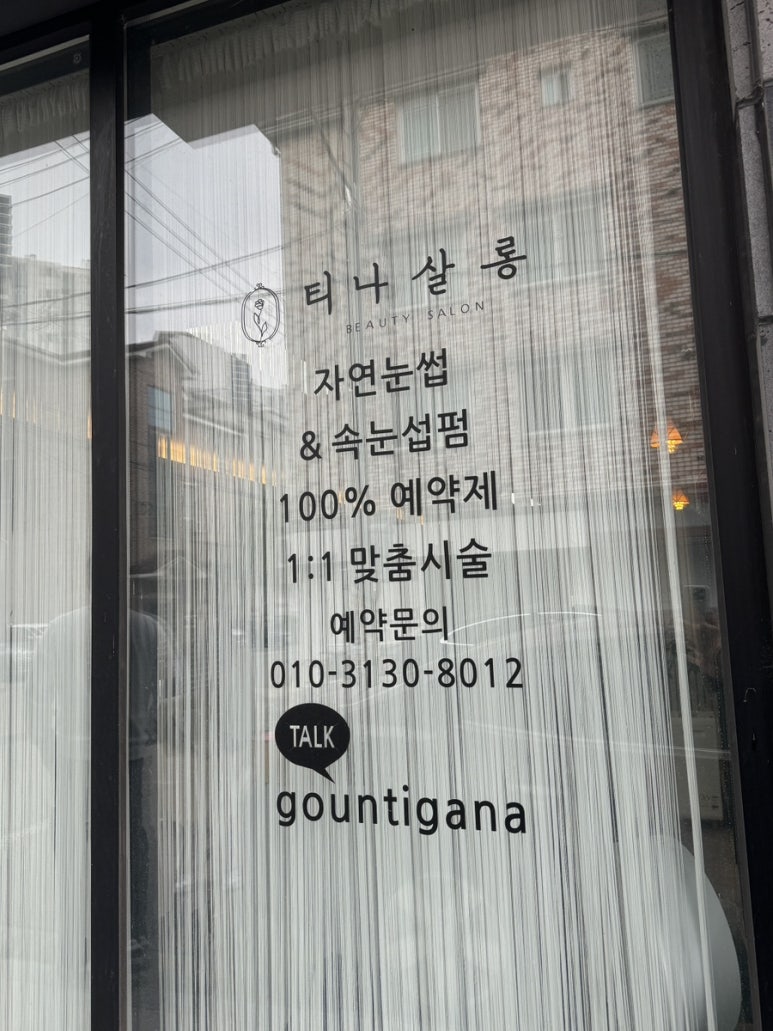 티나살롱
BEAUTY SALON
자연눈썹
& 속눈섭펌
100% 예약제
1:1 맞춤시술
예약문의
010-3130-8012
TALK
gountigana